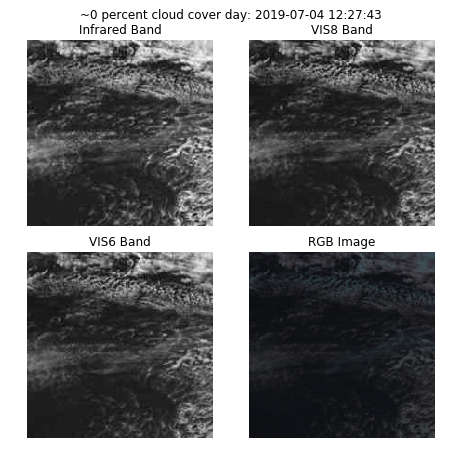 ~0 percent cloud cover day: 2019-07-04 12:27:43
Infrared Band
VIS8 Band
VIS6 Band
RGB Image